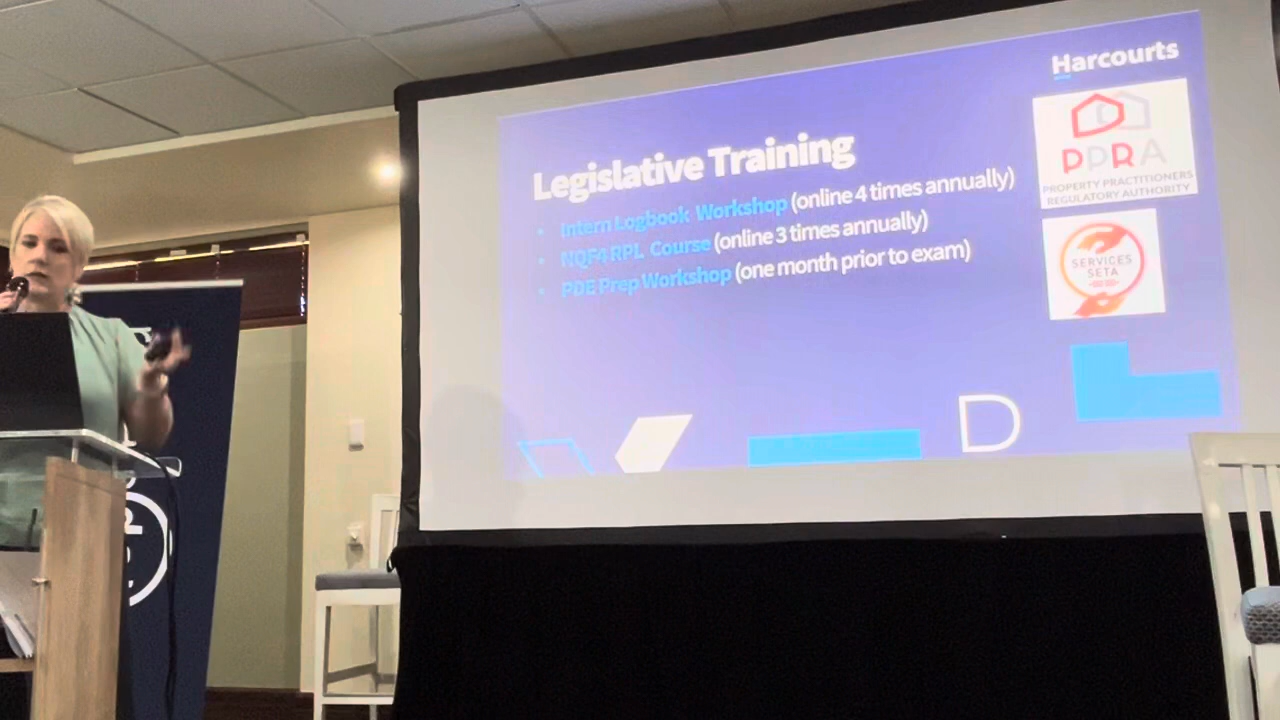 Harcourts
Legislative Training
• Intern Logbook Workshop (online 4 times annually)
• NQF4 RPL Course (online 3 times annually)
• PDE Prep Workshop (one month prior to exam)
PPRA
PROPERTY PRACTITIONERS
REGULATORY AUTHORITY
SERVICES
SETA
D